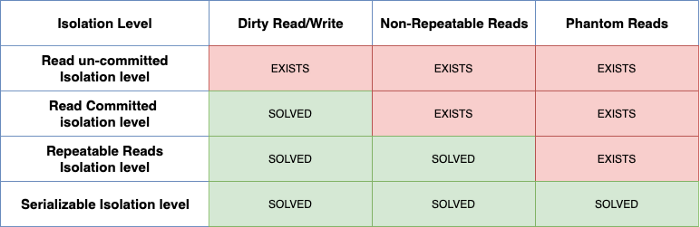 Isolation Level Dirty Read/Write Non-Repeatable Reads Phantom Reads
Read un-committed
Isolation level EXISTS EXISTS EXISTS
Read Committed
isolation level SOLVED EXISTS EXISTS
Repeatable Reads
Isolation level SOLVED SOLVED EXISTS
Serializable Isolation level SOLVED SOLVED SOLVED